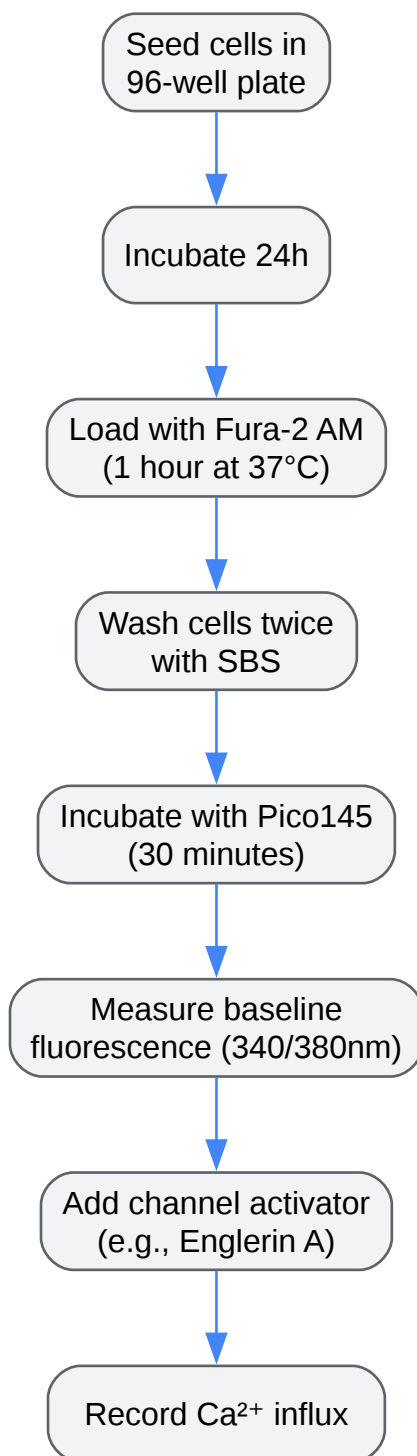 Seed cells in
96-well plate
Incubate 24h
Load with Fura-2 AM
(1 hour at 37°C)
Wash cells twice
with SBS
Incubate with Pico145
(30 minutes)
Measure baseline
fluorescence (340/380nm)
Add channel activator
(e.g., Englerin A)
Record Ca²⁺ influx